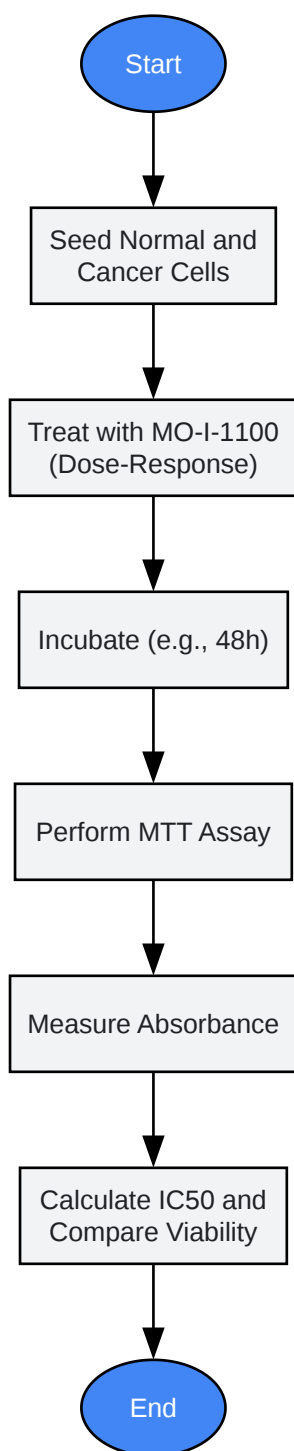 Start
Seed Normal and
Cancer Cells
Treat with MO-I-1100
(Dose-Response)
Incubate (e.g., 48h)
Perform MTT Assay
Measure Absorbance
Calculate IC50 and
Compare Viability
End